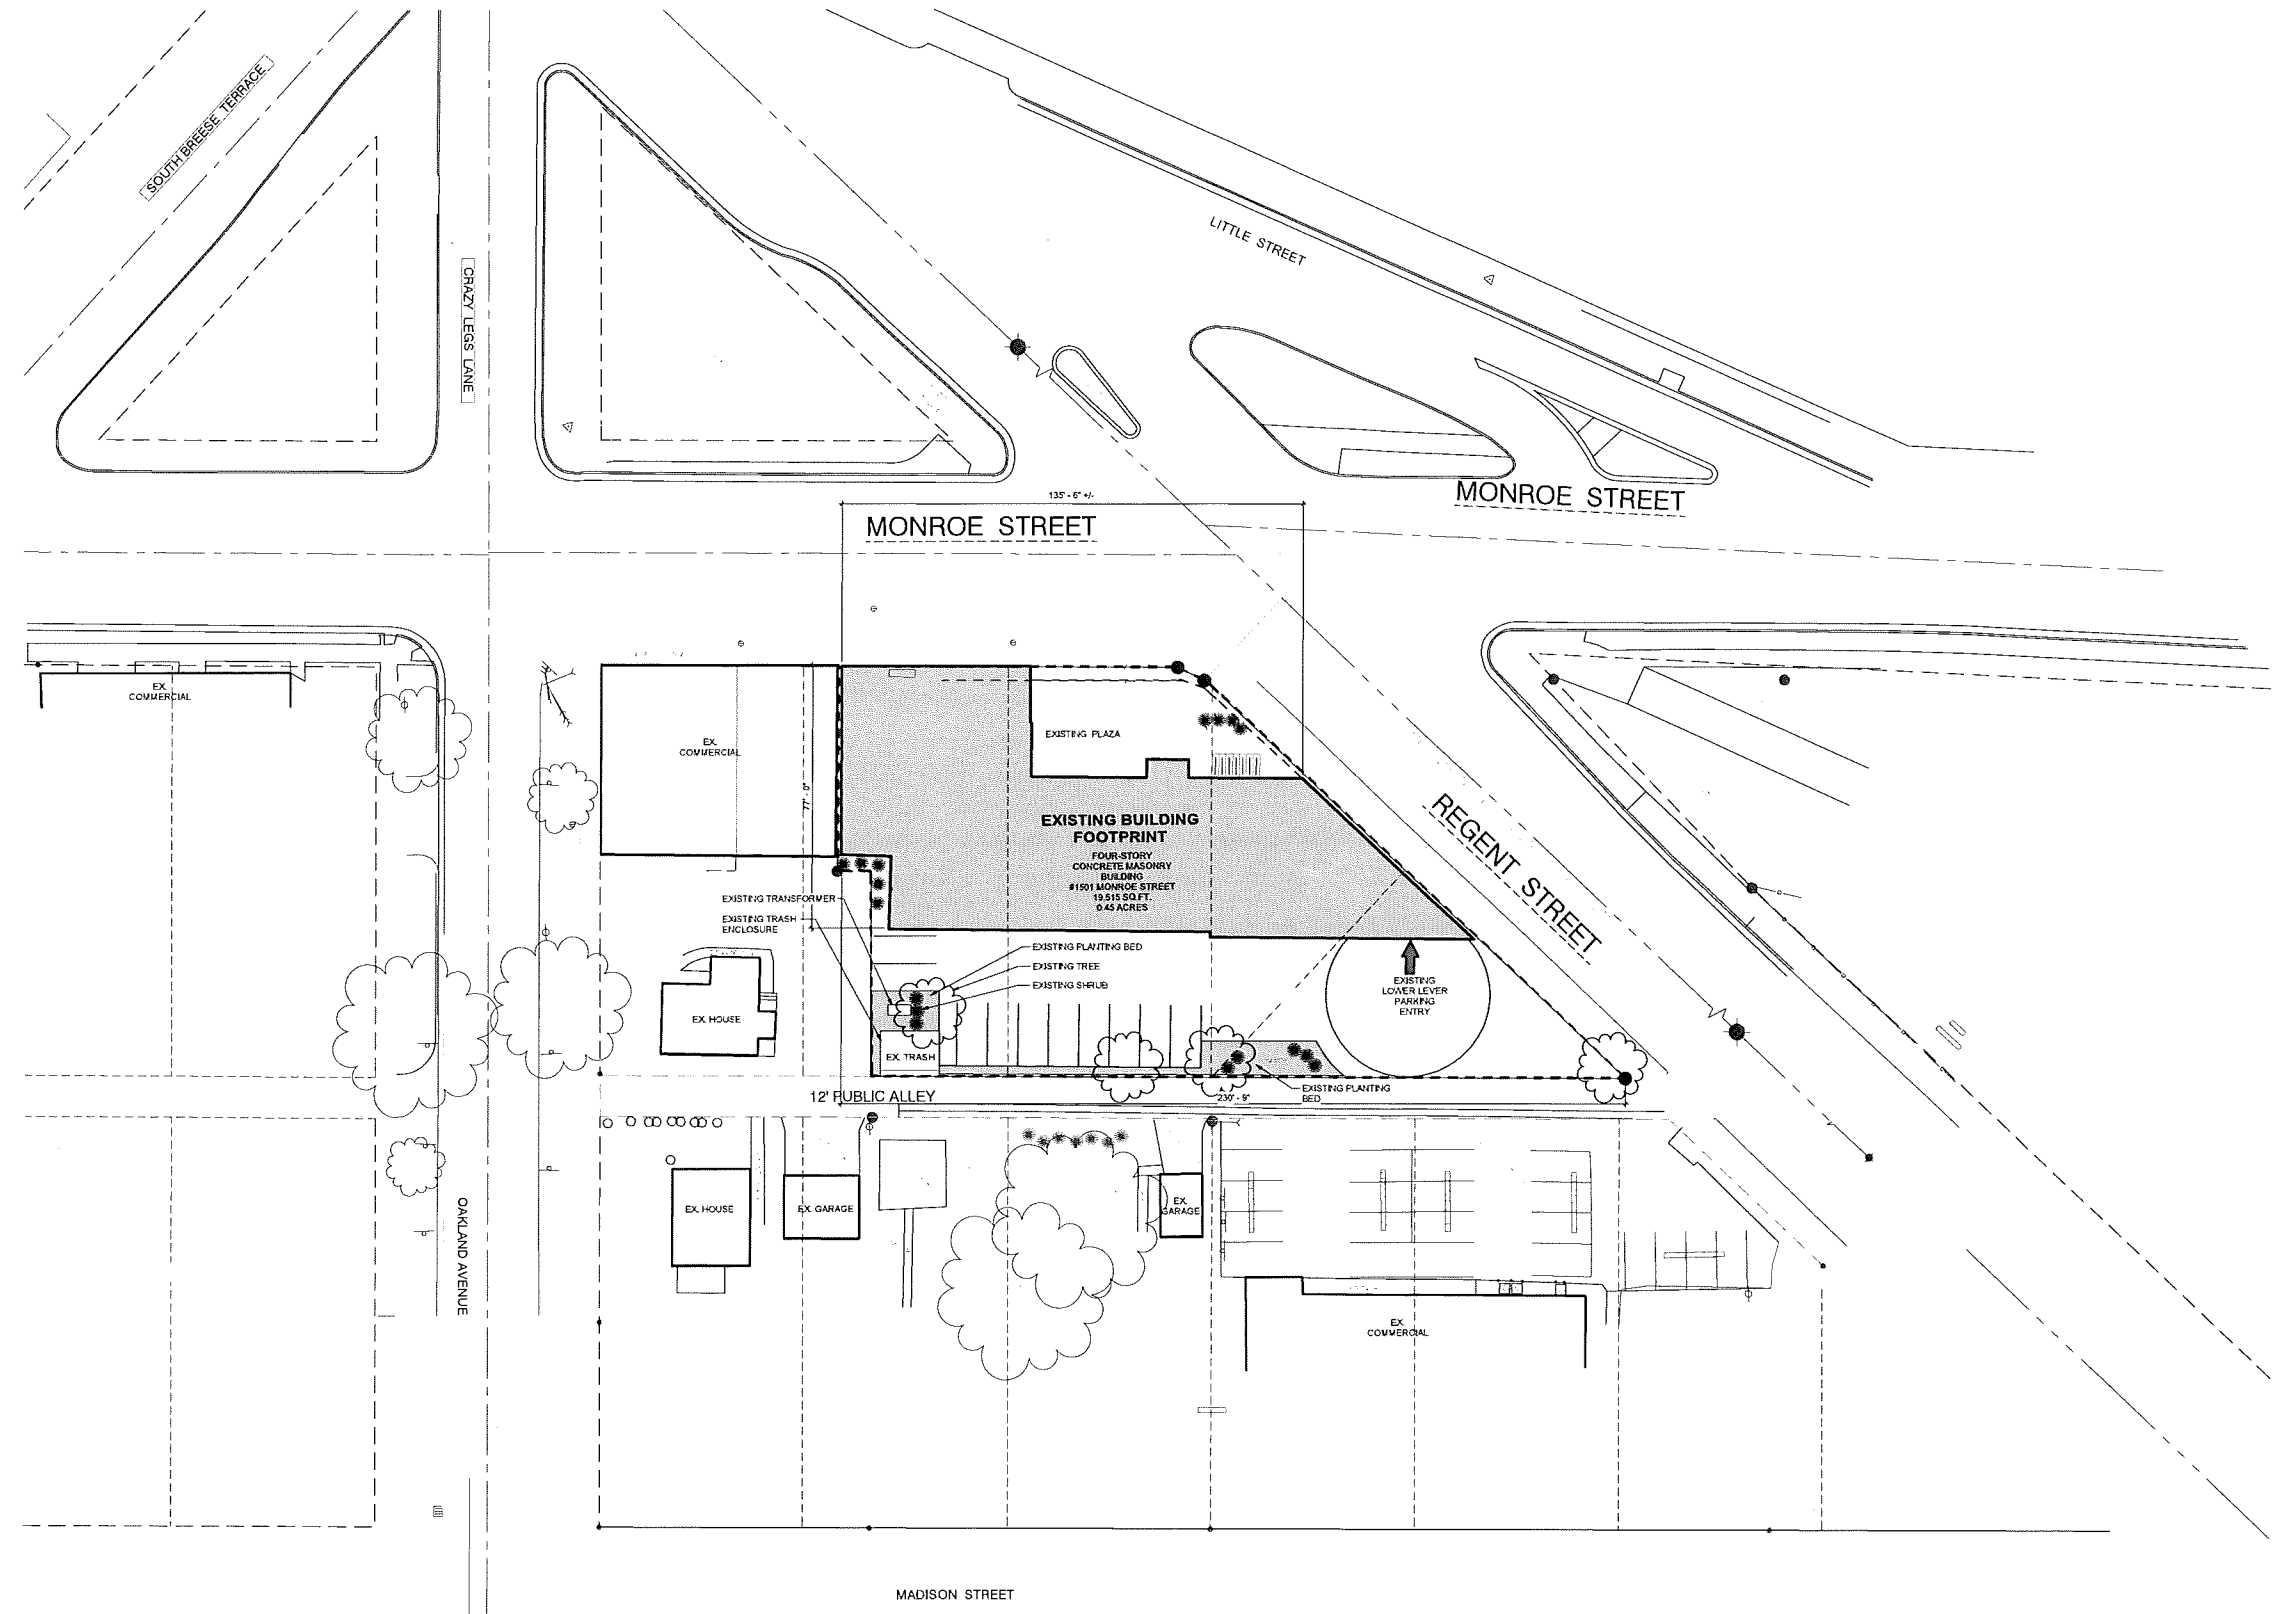 SOUTH BREESE TERRACE
CRAZY LEGS LANE
LITTLE STREET
MONROE STREET
135' - 6" +/-
MONROE STREET
EX.
COMMERCIAL
EX.
COMMERCIAL
EXISTING PLAZA
77' - 0"
EXISTING BUILDING
FOOTPRINT
FOUR-STORY
CONCRETE MASONRY
BUILDING
#1501 MONROE STREET
19,515 SQ.FT.
0.45 ACRES
REGENT STREET
EXISTING TRANSFORMER
EXISTING TRASH
ENCLOSURE
EXISTING PLANTING BED
EXISTING TREE
EXISTING SHRUB
EXISTING
LOWER LEVER
PARKING
ENTRY
EX. HOUSE
EX. TRASH
EXISTING PLANTING
BED
12' PUBLIC ALLEY
230' - 9"
EX. HOUSE
EX. GARAGE
EX.
GARAGE
OAKLAND AVENUE
EX.
COMMERCIAL
MADISON STREET